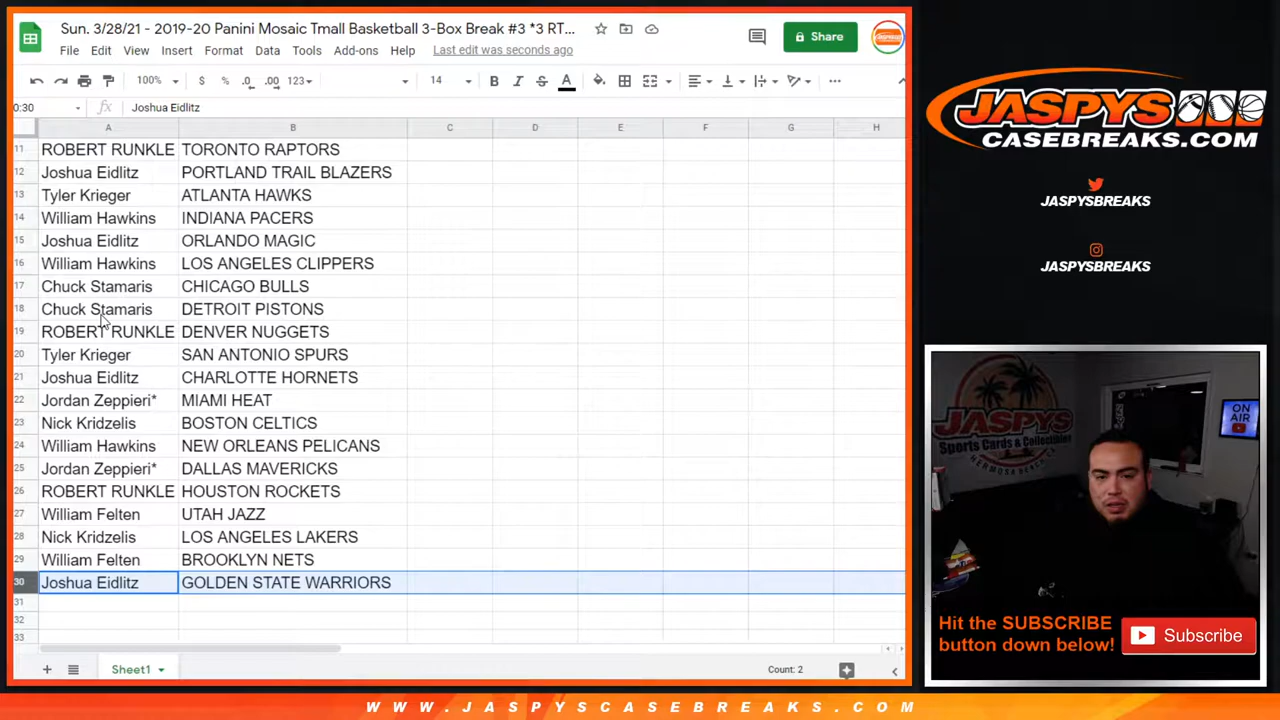 Sun. 3/28/21 - 2019-20 Panini Mosaic Tmall Basketball 3-Box Break #3 *3 RT...
File Edit View Insert Format Data Tools Add-ons Help Last edit was seconds ago
Share
100% $ % .0 .00 123 14 B I S A
0:30 fx Joshua Eidlitz
A B C D E F G H
11 ROBERT RUNKLE TORONTO RAPTORS
12 Joshua Eidlitz PORTLAND TRAIL BLAZERS
13 Tyler Krieger ATLANTA HAWKS
14 William Hawkins INDIANA PACERS
15 Joshua Eidlitz ORLANDO MAGIC
16 William Hawkins LOS ANGELES CLIPPERS
17 Chuck Stamaris CHICAGO BULLS
18 Chuck Stamaris DETROIT PISTONS
19 ROBERT RUNKLE DENVER NUGGETS
20 Tyler Krieger SAN ANTONIO SPURS
21 Joshua Eidlitz CHARLOTTE HORNETS
22 Jordan Zeppieri* MIAMI HEAT
23 Nick Kridzelis BOSTON CELTICS
24 William Hawkins NEW ORLEANS PELICANS
25 Jordan Zeppieri* DALLAS MAVERICKS
26 ROBERT RUNKLE HOUSTON ROCKETS
27 William Felten UTAH JAZZ
28 Nick Kridzelis LOS ANGELES LAKERS
29 William Felten BROOKLYN NETS
30 Joshua Eidlitz GOLDEN STATE WARRIORS
31
32
33
Sheet1 Count: 2
JASPYS
CASEBREAKS.COM
JASPYSBREAKS
JASPYSBREAKS
JASPYS
Sports Cards & Collectibles
HERMOSA BEACH,
ON
AIR
Hit the SUBSCRIBE
button down below!
Subscribe
WWW.JASPYSCASEBREAKS.COM